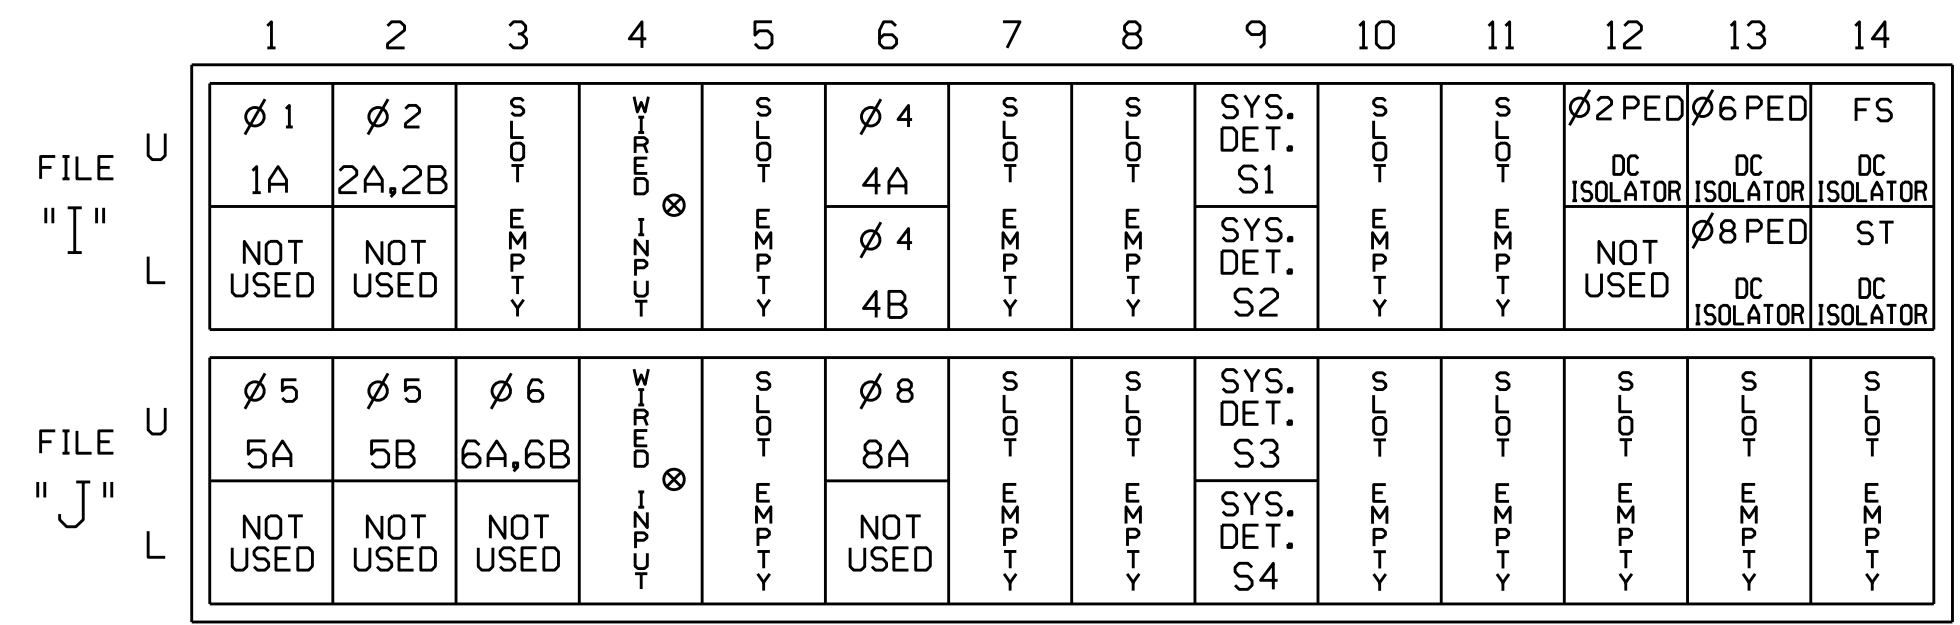 1 2 3 4 5 6 7 8 9 10 11 12 13 14
FILE "I"
U
L
Ø 1
1A
NOT
USED
Ø 2
2A,2B
NOT
USED
SLOT EMPTY
WIRED INPUT
SLOT EMPTY
Ø 4
4A
Ø 4
4B
SLOT EMPTY
SLOT EMPTY
SYS.
DET.
S1
SYS.
DET.
S2
SLOT EMPTY
SLOT EMPTY
Ø2 PED
DC
ISOLATOR
NOT
USED
Ø6 PED
DC
ISOLATOR
Ø8 PED
DC
ISOLATOR
FS
DC
ISOLATOR
ST
DC
ISOLATOR
FILE "J"
U
L
Ø 5
5A
NOT
USED
Ø 5
5B
NOT
USED
Ø 6
6A,6B
NOT
USED
WIRED INPUT
SLOT EMPTY
Ø 8
8A
NOT
USED
SLOT EMPTY
SLOT EMPTY
SYS.
DET.
S3
SYS.
DET.
S4
SLOT EMPTY
SLOT EMPTY
SLOT EMPTY
SLOT EMPTY
SLOT EMPTY